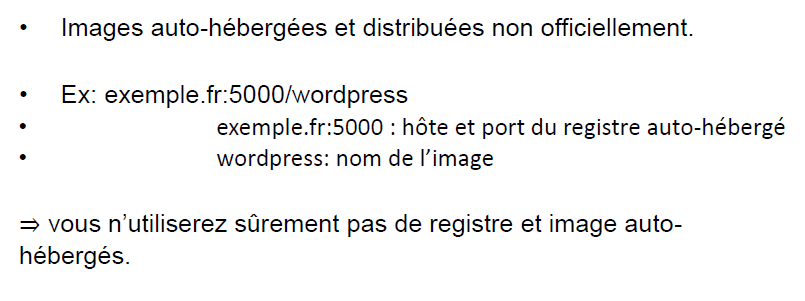 • Images auto-hébergées et distribuées non officiellement.
• Ex: exemple.fr:5000/wordpress
• exemple.fr:5000 : hôte et port du registre auto-hébergé
• wordpress: nom de l’image
⇒ vous n’utiliserez sûrement pas de registre et image auto-
hébergés.